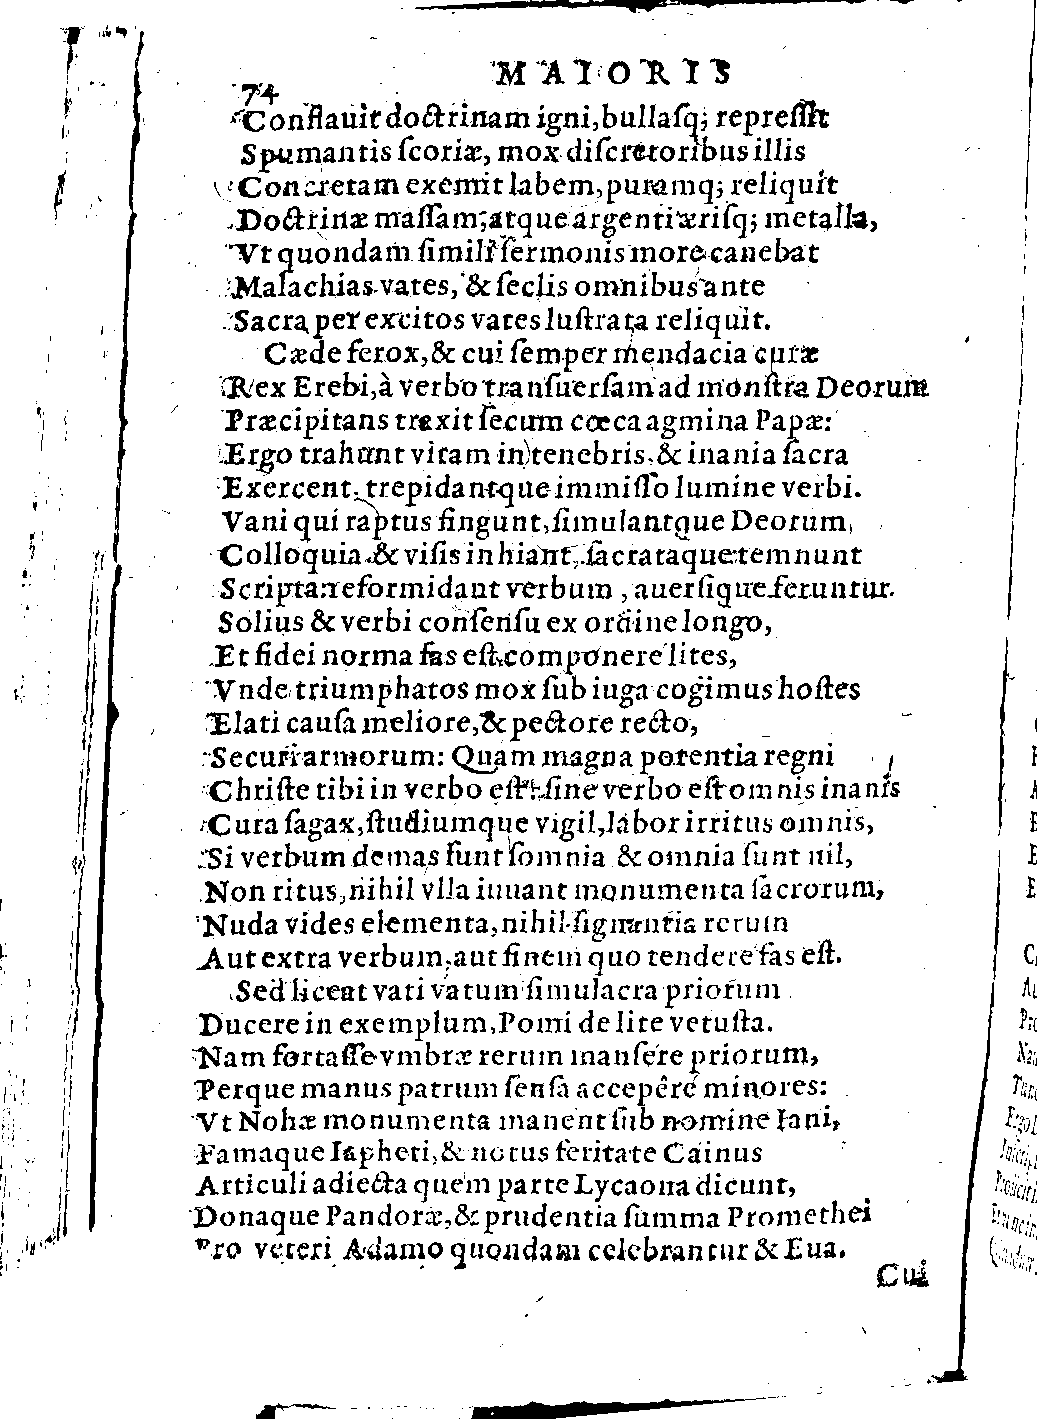 MAIORIS
74
Conflauit doctrinam igni, bullaſq; repreſſit
Spumantis ſcoriæ, mox diſcretoribus illis
Concretam exemit labem, puramq; reliquit
Doctrinæ maſſam; atque argenti ærisq; metalla,
Vt quondam ſimili ſermonis more canebat
Malachias vates, & ſeclis omnibus ante
Sacra per excitos vates luſtrata reliquit.
Cæde ferox, & cui ſemper mendacia curæ
Rex Erebi, à verbo tranſuerſam ad monſtra Deorum
Præcipitans traxit ſecum cœca agmina Papæ:
Ergo trahunt vitam in tenebris, & inania ſacra
Exercent, trepidantque immiſſo lumine verbi.
Vani qui raptus fingunt, ſimulantque Deorum,
Colloquia & viſis inhiant, ſacrataque temnunt
Scripta: reformidant verbum, auerſique feruntur.
Solius & verbi conſenſu ex ordine longo,
Et fidei norma fas eſt componere lites,
Vnde triumphatos mox ſub iuga cogimus hoſtes
Elati cauſa meliore, & pectore recto,
Securi armorum: Quam magna potentia regni
Chriſte tibi in verbo eſt: ſine verbo eſt omnis inanis
Cura ſagax, ſtudiumque vigil, labor irritus omnis,
Si verbum demas ſunt ſomnia & omnia ſunt nil,
Non ritus, nihil vlla iuuant monumenta ſacrorum,
Nuda vides elementa, nihil ſignantia rerum
Aut extra verbum, aut finem quo tendere fas eſt.
Sed liceat vati vatum ſimulacra priorum
Ducere in exemplum, Pomi de lite vetuſta.
Nam fortaſſe vmbræ rerum manſere priorum,
Perque manus patrum ſenſa accepêre minores:
Vt Nohæ monumenta manent ſub nomine Iani,
Famaque Iapheti, & notus feritate Cainus
Articuli adiecta quem parte Lycaona dicunt,
Donaque Pandoræ, & prudentia ſumma Promethei
Pro veteri Adamo quondam celebrantur & Eua.
Cui